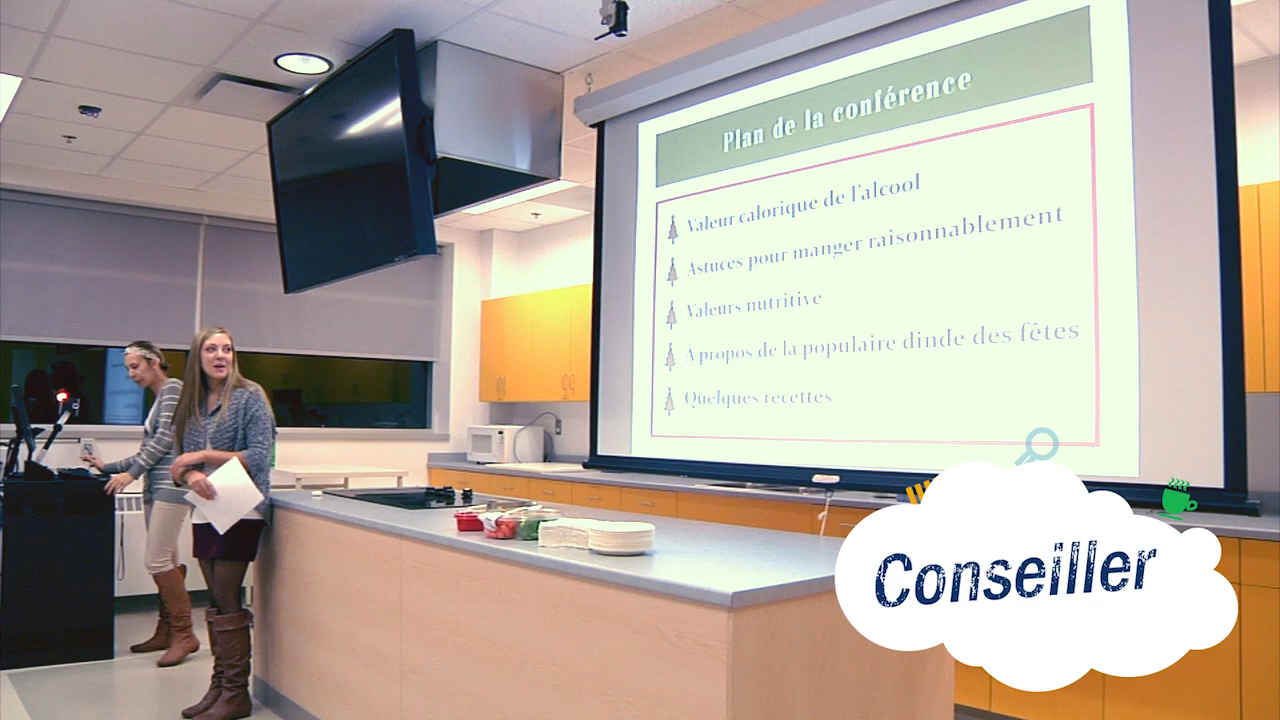 Plan de la conférence
Valeur calorique de l'alcool
Astuces pour manger raisonnablement
Valeurs nutritive
À propos de la populaire dinde des fêtes
Quelques recettes
Conseiller